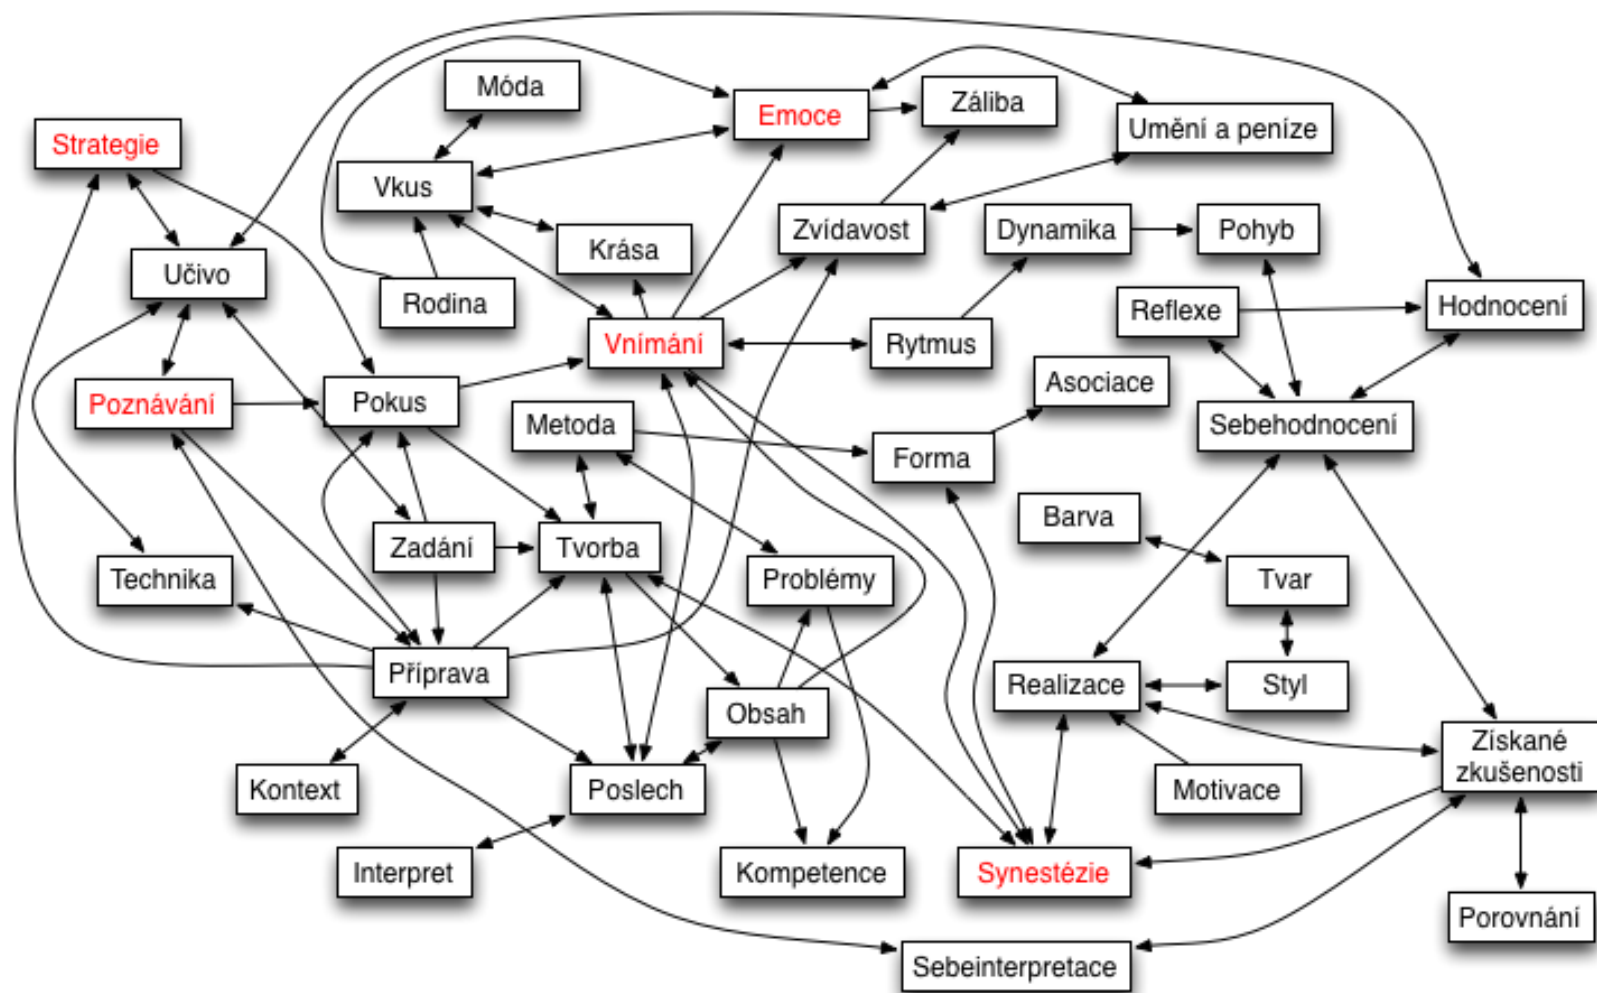 Móda
Emoce
Záliba
Umění a peníze
Strategie
Vkus
Zvídavost
Dynamika
Pohyb
Krása
Učivo
Rodina
Reflexe
Hodnocení
Vnímání
Rytmus
Asociace
Poznávání
Pokus
Metoda
Forma
Sebehodnocení
Barva
Zadání
Tvorba
Technika
Problémy
Tvar
Příprava
Realizace
Styl
Obsah
Získané
zkušenosti
Kontext
Poslech
Motivace
Interpret
Kompetence
Synestézie
Porovnání
Sebeinterpretace